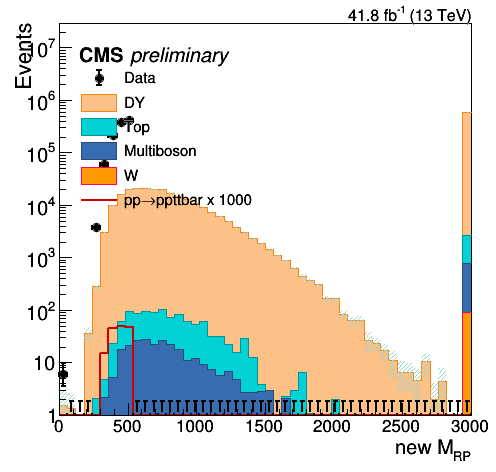 41.8 fb⁻¹ (13 TeV)
Events
CMS preliminary
Data
DY
Top
Multiboson
W
pp→ppttbar x 1000
10⁷
10⁶
10⁵
10⁴
10³
10²
10
1
0 500 1000 1500 2000 2500 3000
new M_RP